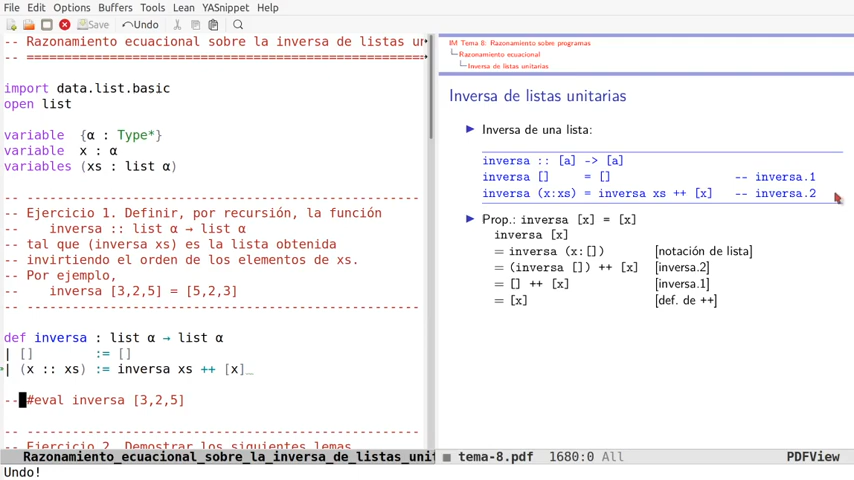 File Edit Options Buffers Tools Lean YASnippet Help
Save Undo
-- Razonamiento ecuacional sobre la inversa de listas
-- ==================================================
import data.list.basic
open list
variable {α : Type*}
variable x : α
variables (xs : list α)
-- ----------------------------------------------------
-- Ejercicio 1. Definir, por recursión, la función
--    inversa :: list α → list α
-- tal que (inversa xs) es la lista obtenida
-- invirtiendo el orden de los elementos de xs.
-- Por ejemplo,
--    inversa [3,2,5] = [5,2,3]
-- ----------------------------------------------------
def inversa : list α → list α
| []        := []
| (x :: xs) := inversa xs ++ [x]
-- #eval inversa [3,2,5]
-- ----------------------------------------------------
-- Ejercicio 2. Demostrar los siguientes lemas
Razonamiento_ecuacional_sobre_la_inversa_de_listas_unit
Undo!
IM Tema 8: Razonamiento sobre programas
Razonamiento ecuacional
Inversa de listas unitarias
Inversa de listas unitarias
Inversa de una lista:
inversa :: [a] -> [a]
inversa []     = []                -- inversa.1
inversa (x:xs) = inversa xs ++ [x] -- inversa.2
Prop.: inversa [x] = [x]
inversa [x]
= inversa (x:[]) [notación de lista]
= (inversa []) ++ [x] [inversa.2]
= [] ++ [x] [inversa.1]
= [x] [def. de ++]
tema-8.pdf 1680:0 All PDFView